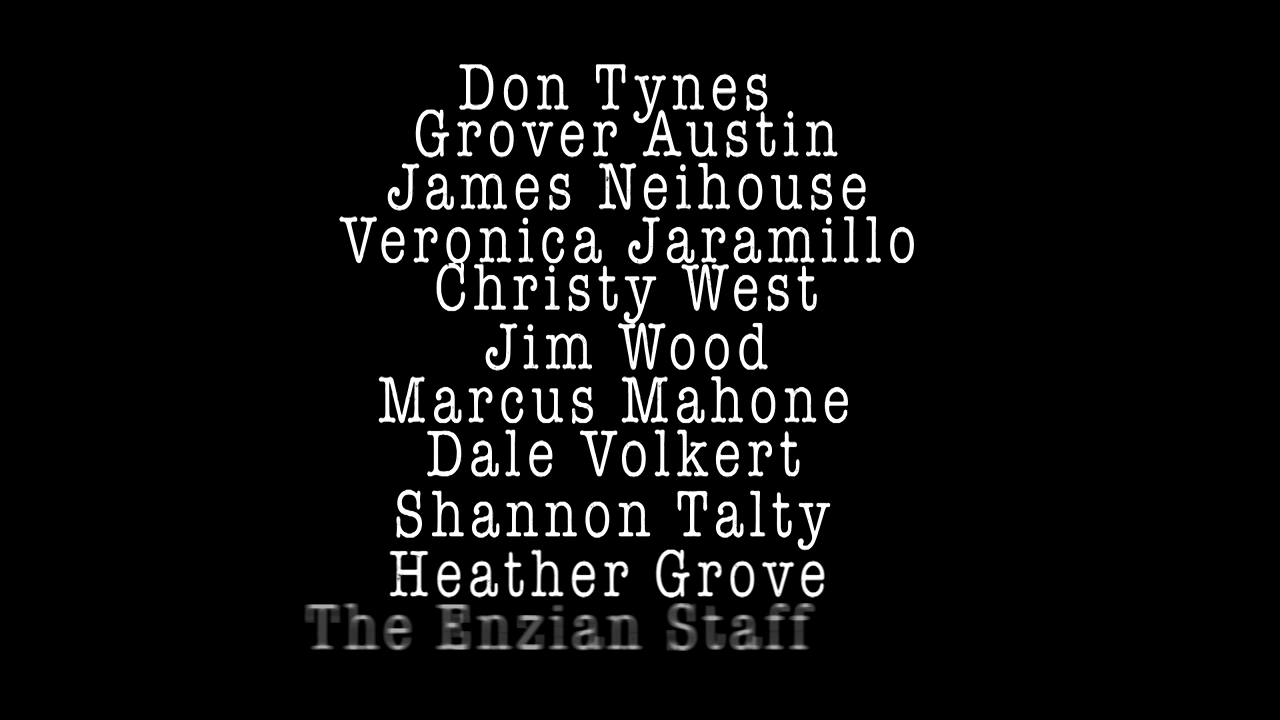 Don Tynes
Grover Austin
James Neihouse
Veronica Jaramillo
Christy West
Jim Wood
Marcus Mahone
Dale Volkert
Shannon Talty
Heather Grove
The Enzian Staff